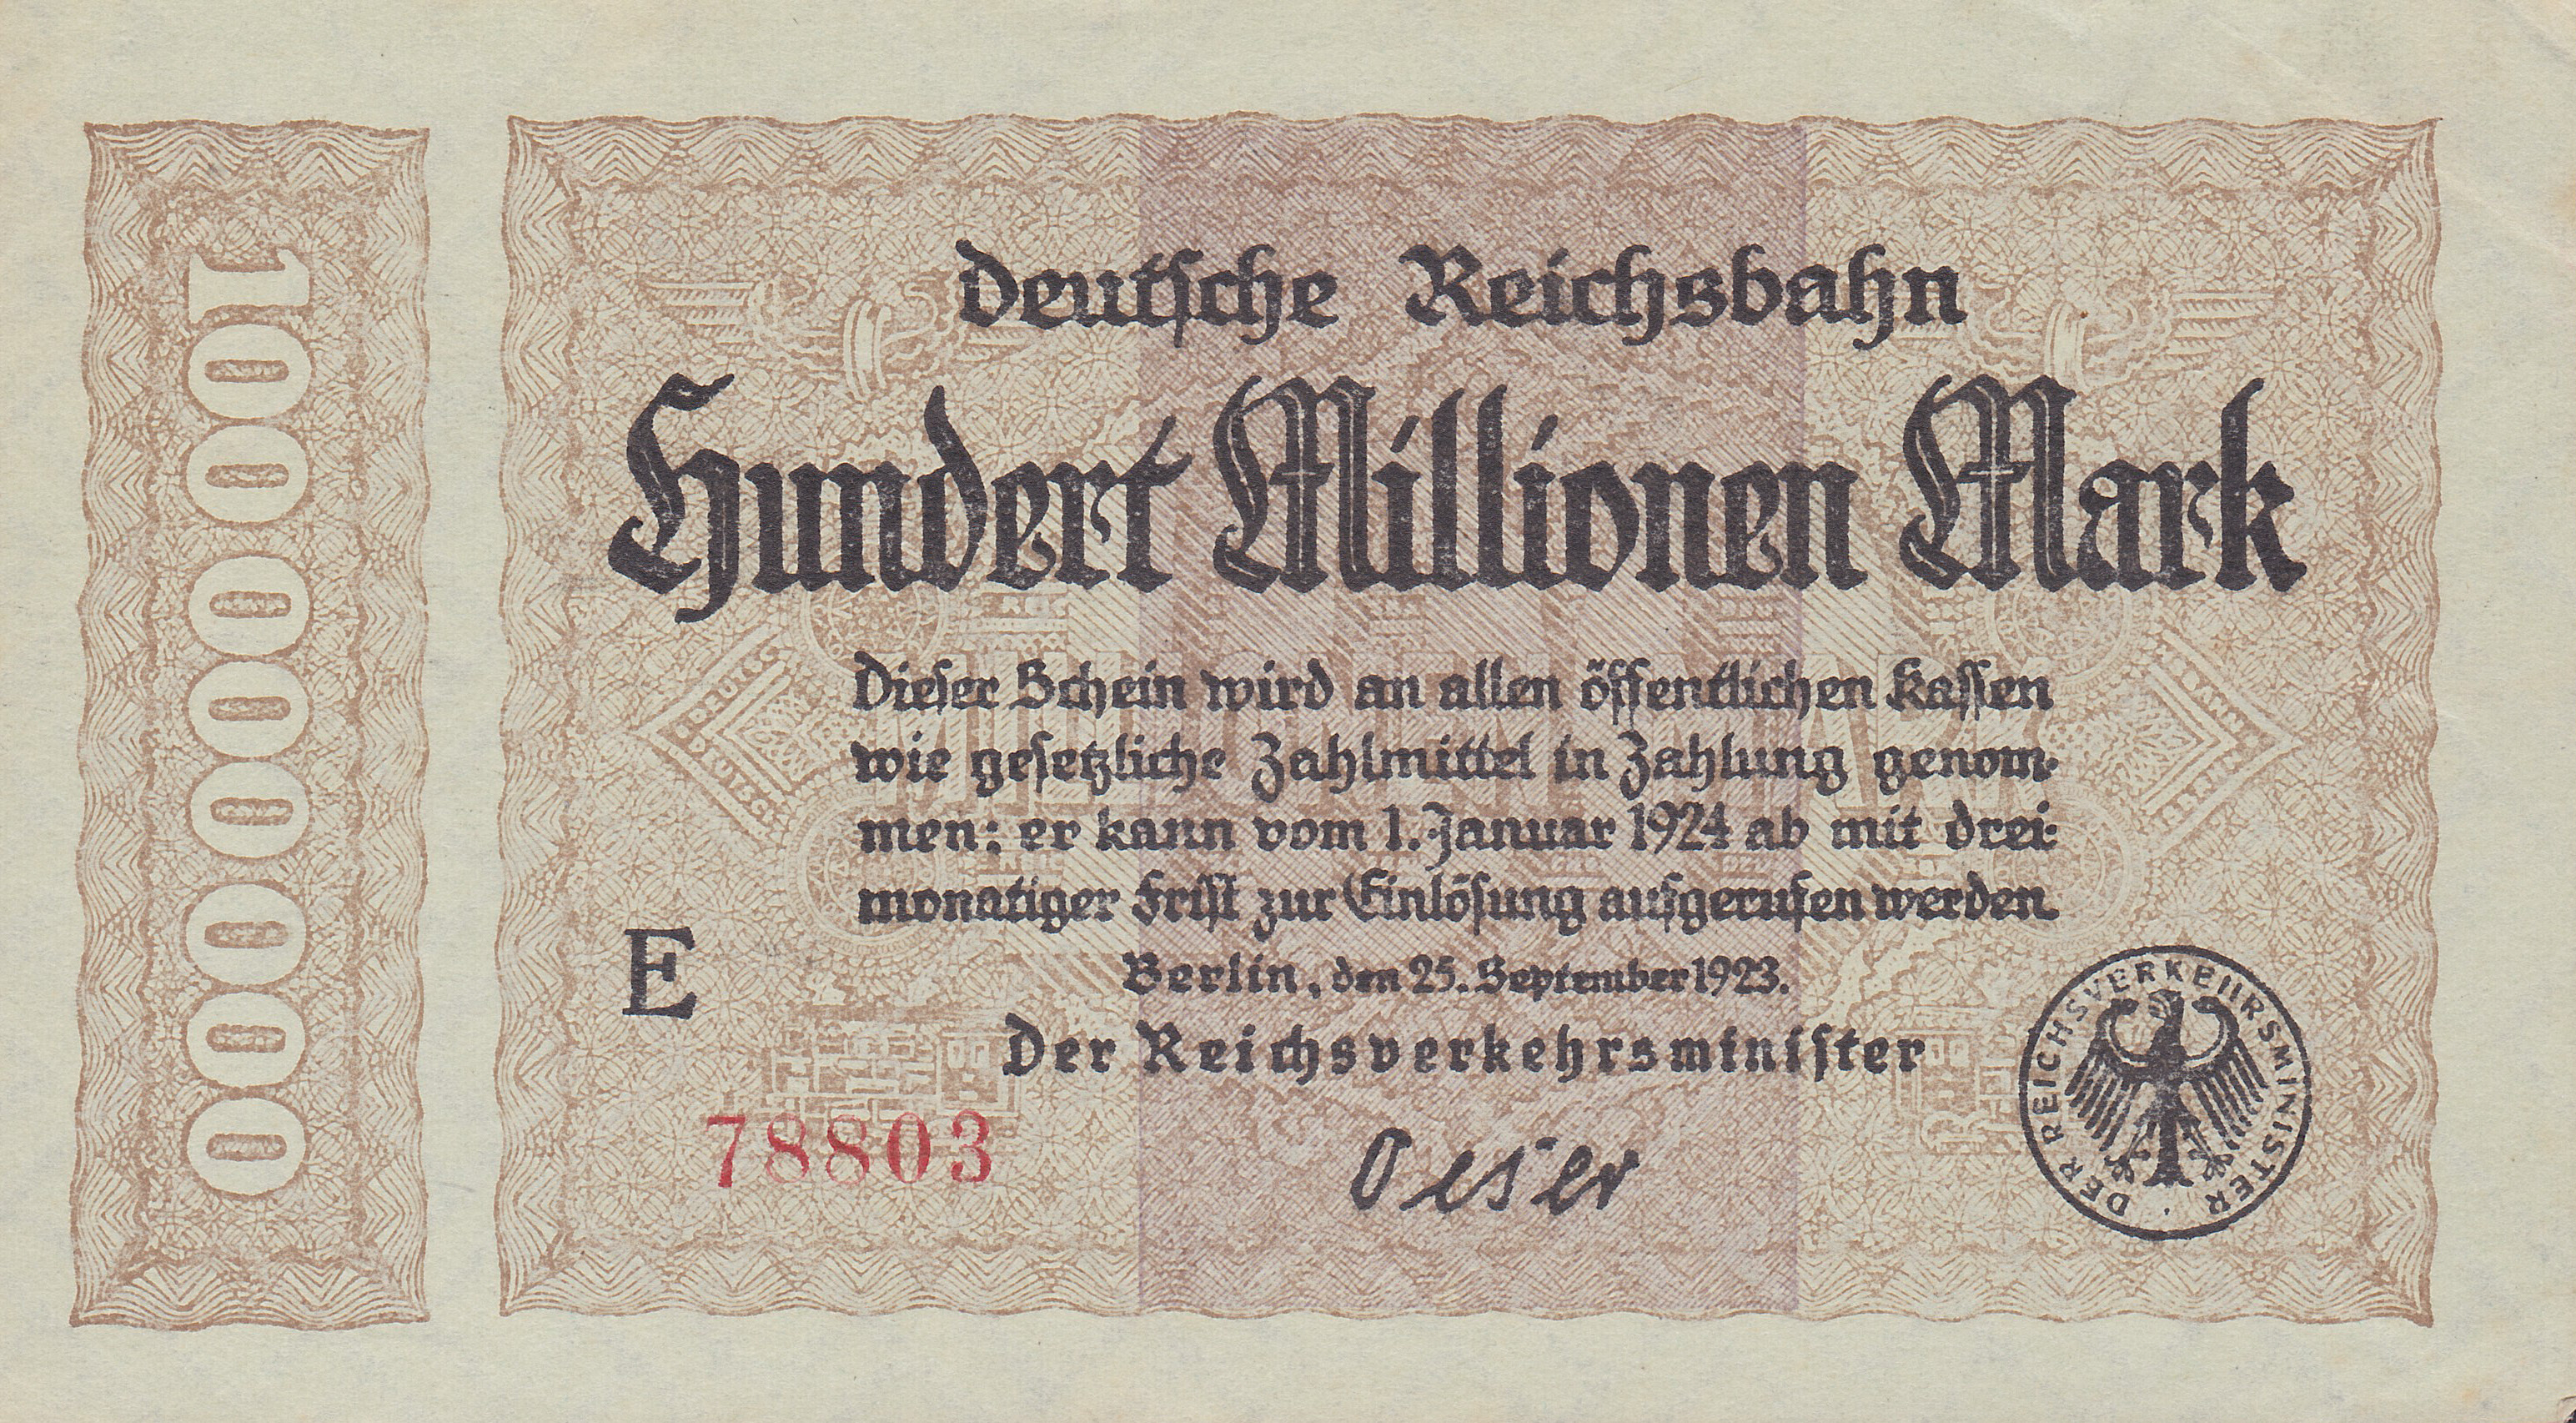 100000000
Deutsche Reichsbahn
Hundert Millionen Mark
Dieser Schein wird an allen öffentlichen Kassen
wie gesetzliche Zahlmittel in Zahlung genom-
men: er kann vom 1. Januar 1924 ab mit drei-
monatiger Frist zur Einlösung aufgerufen werden.
Berlin, den 25. September 1923.
E
Der Reichsverkehrsminister
78803
Oeser
DER REICHSVERKEHRSMINISTER